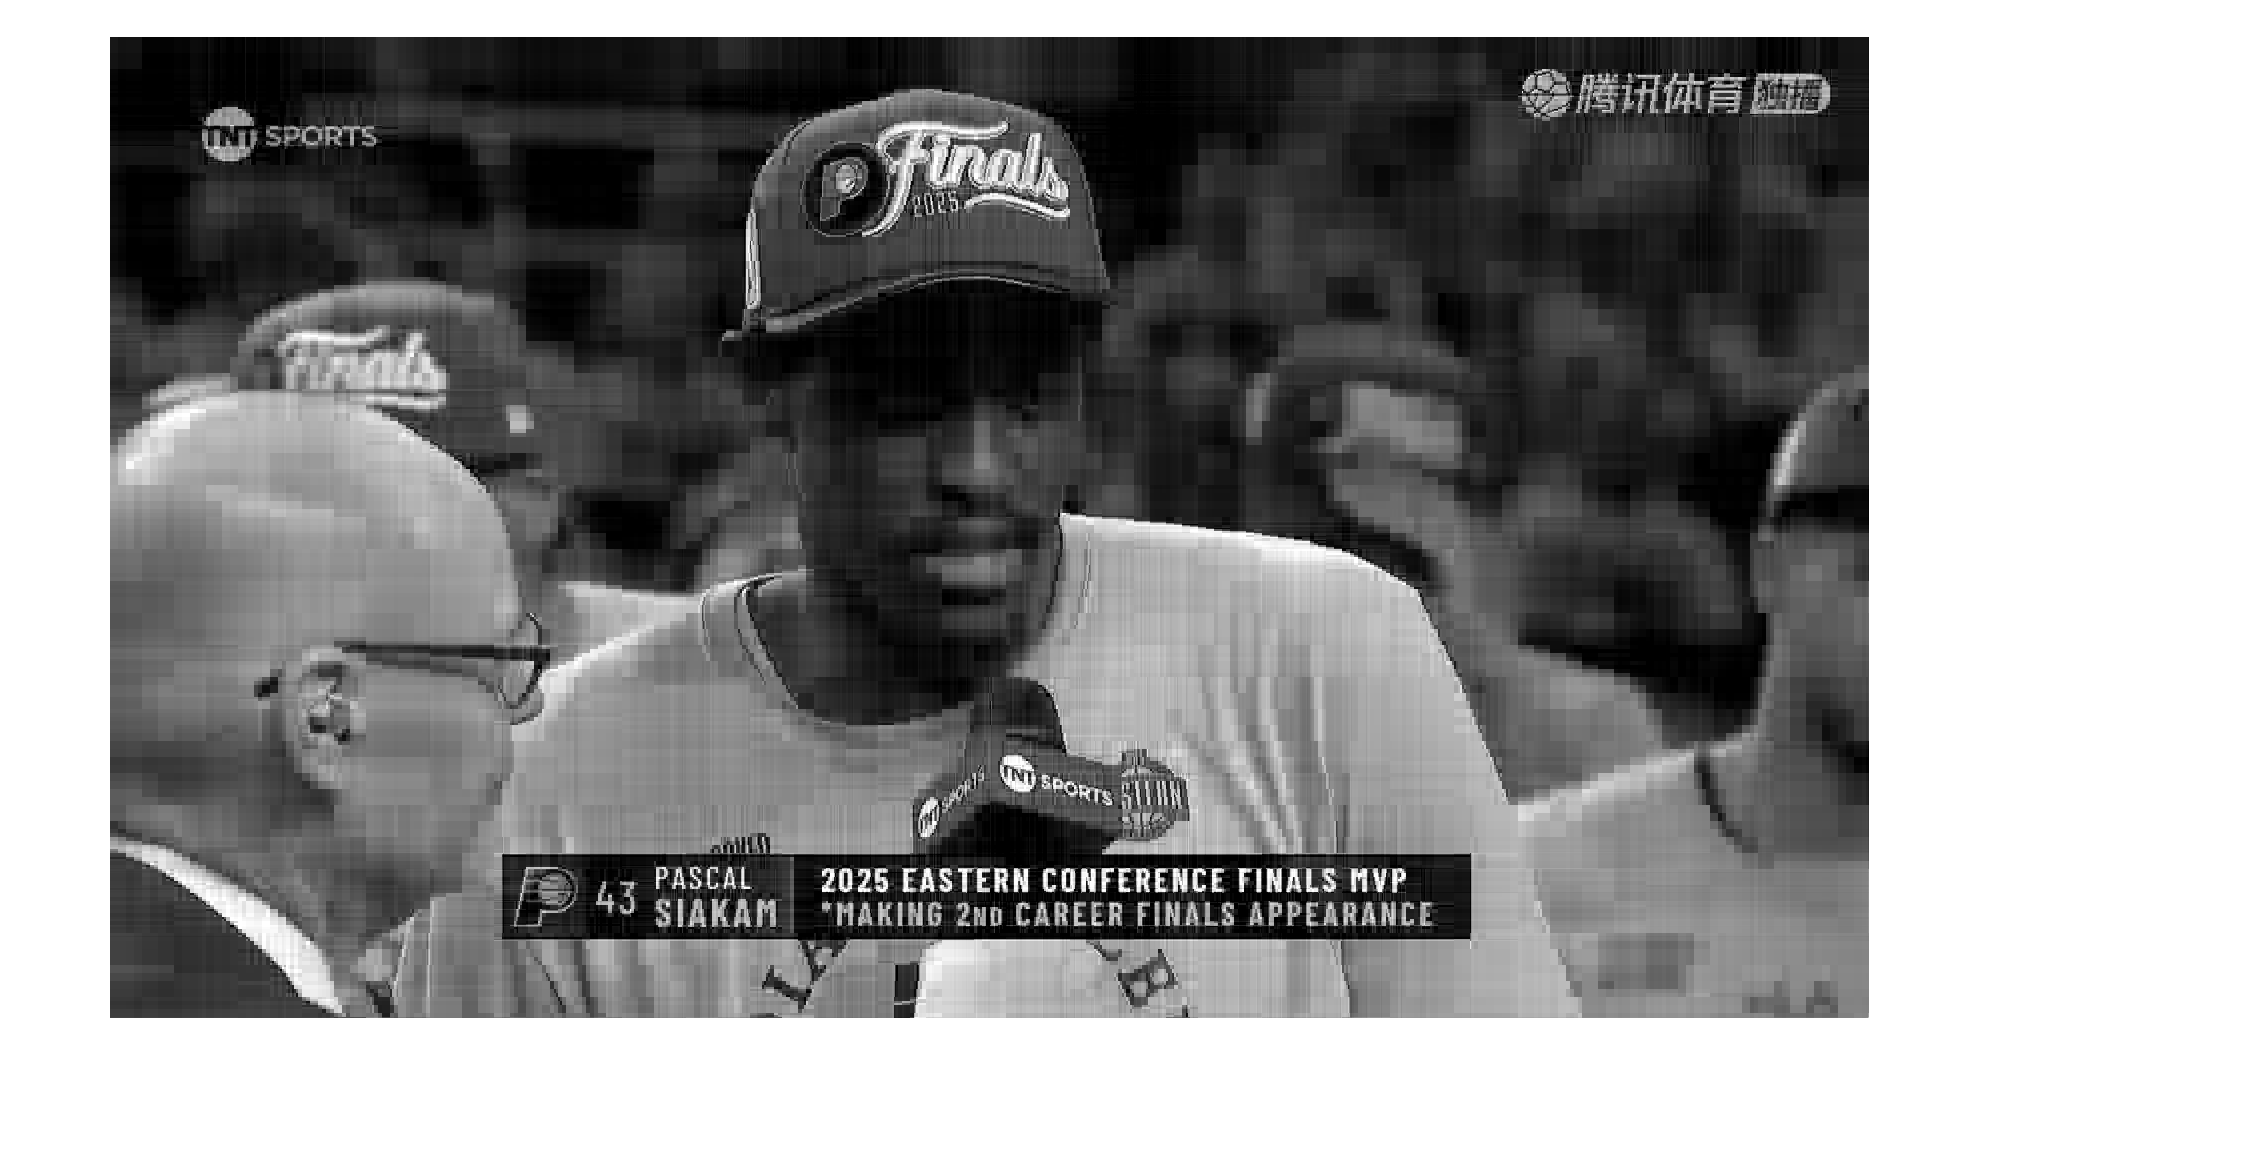 TNT SPORTS
腾讯体育 独播
Finals
2025
Finals
TNT SPORTS
SPORTS
43 PASCAL SIAKAM
2025 EASTERN CONFERENCE FINALS MVP
*MAKING 2ND CAREER FINALS APPEARANCE